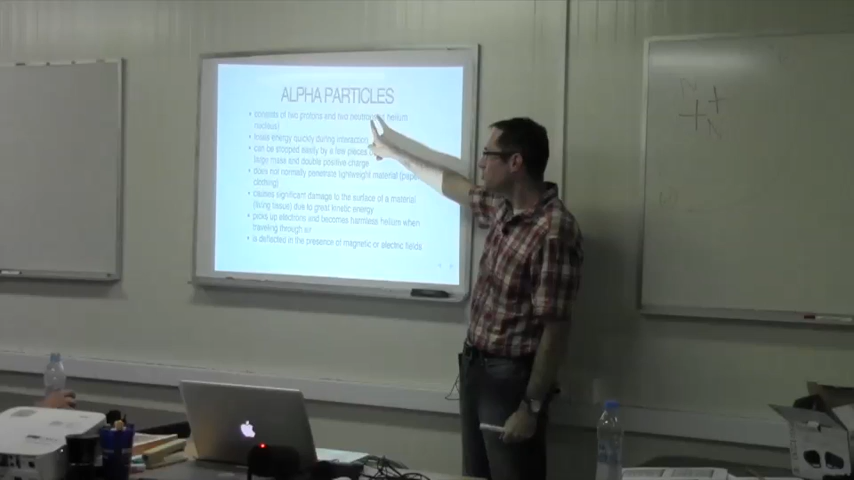 ALPHA PARTICLES
• consists of two protons and two neutrons helium
nucleus)
• loses energy quickly during interaction
• can be stopped easily by a few pieces
large mass and double positive charge
• does not normally penetrate lightweight material (paper
clothing)
• causes significant damage to the surface of a material
(living tissue) due to great kinetic energy
• picks up electrons and becomes harmless helium when
travelling through air
• is deflected in the presence of magnetic or electric fields
N
+ +
N